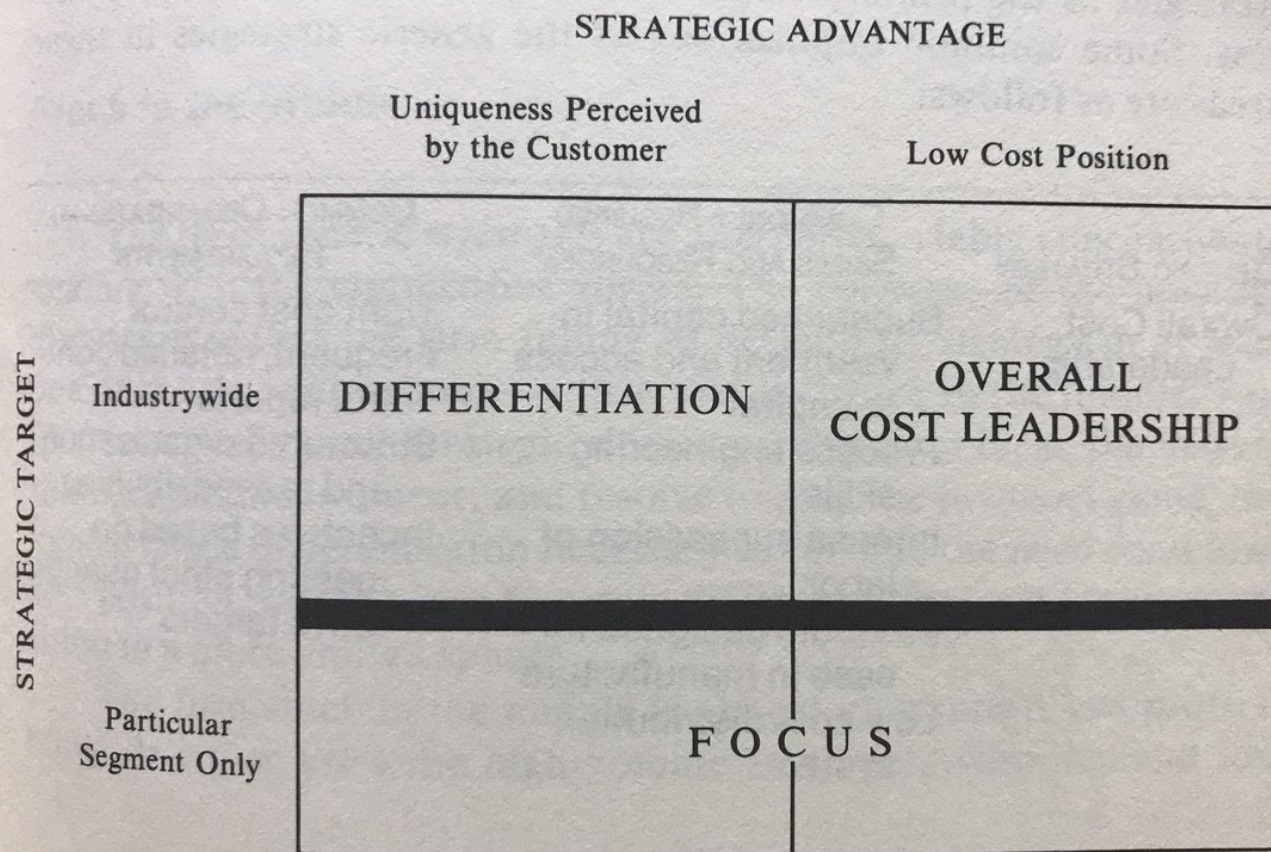 STRATEGIC ADVANTAGE
Uniqueness Perceived
by the Customer
Low Cost Position
STRATEGIC TARGET
Industrywide
DIFFERENTIATION
OVERALL
COST LEADERSHIP
Particular
Segment Only
FOCUS